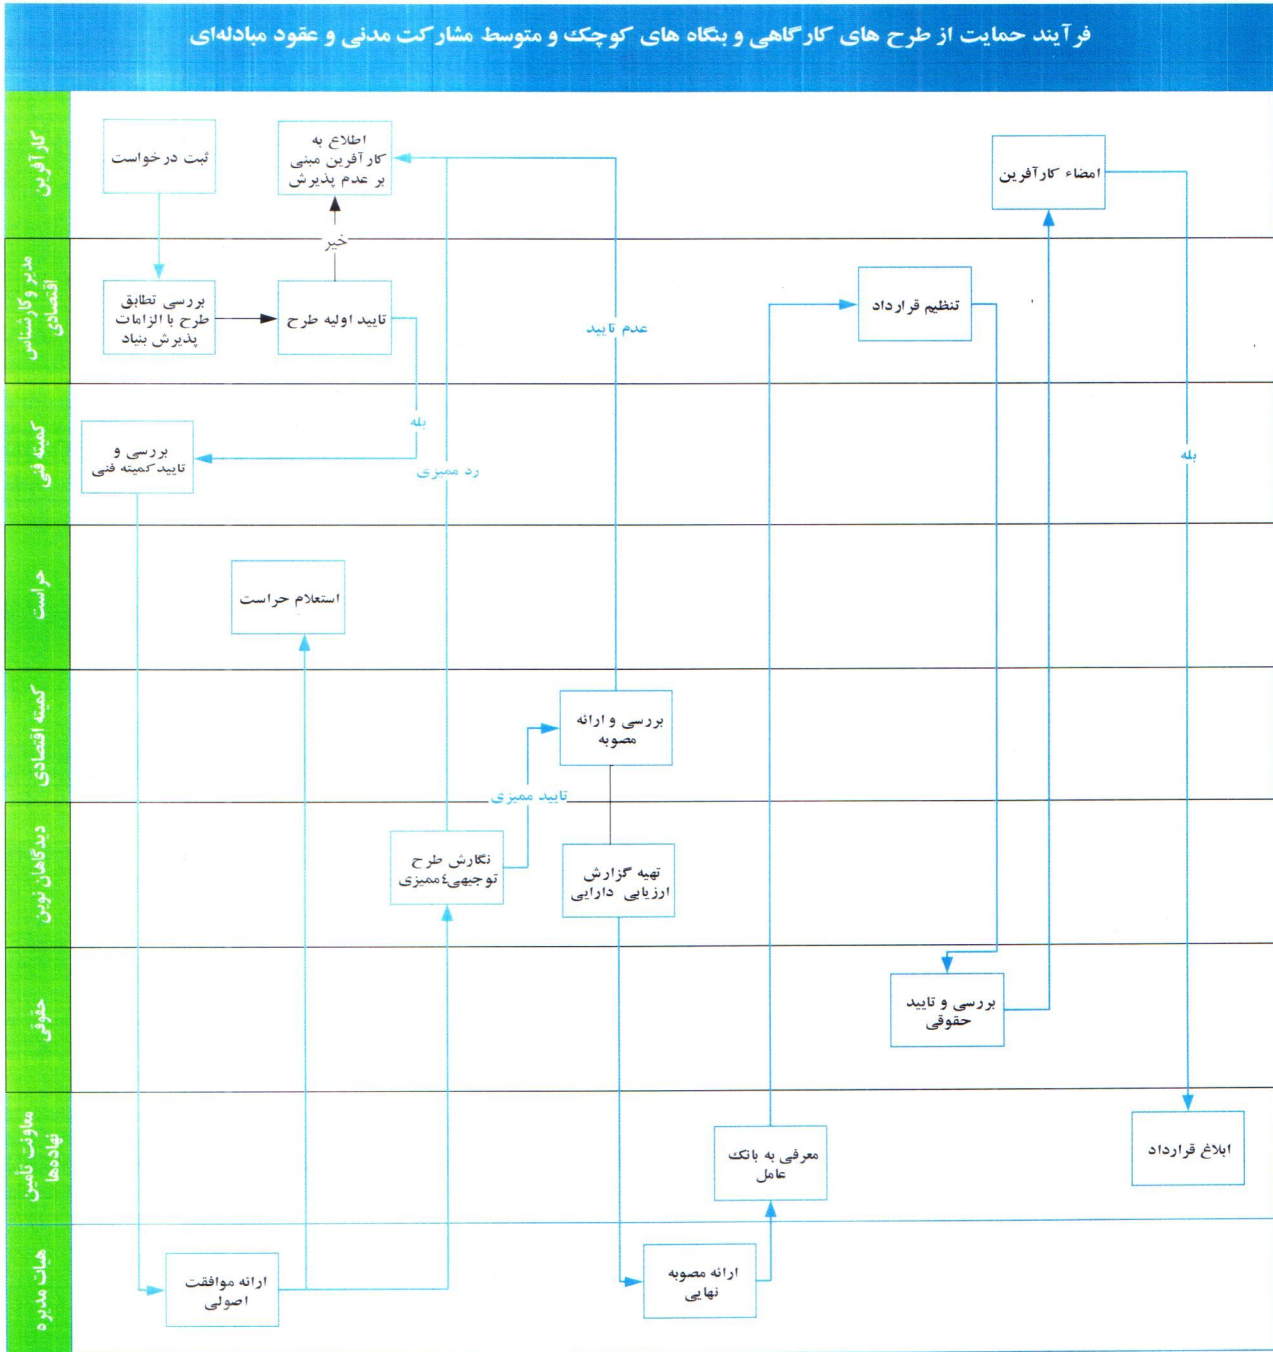 فرآیند حمایت از طرح های کارگاهی و بنگاه های کوچک و متوسط مشارکت مدنی و عقود مبادله‌ای
کارآفرین
ثبت درخواست
اطلاع به
کارآفرین مبنی
بر عدم پذیرش
امضاء کارآفرین
خیر
مدیر وکارشناس
اقتصادی
بررسی تطابق
طرح با الزامات
پذیرش بنیاد
تایید اولیه طرح
عدم تایید
تنظیم قرارداد
کمیته فنی
بررسی و
تایید کمیته فنی
بله
رد ممیزی
بله
حراست
استعلام حراست
کمیته اقتصادی
بررسی و ارائه
مصوبه
تایید ممیزی
دیدگاهان نوین
نگارش طرح
توجیهی٤ممیزی
تهیه گزارش
ارزیابی دارایی
حقوقی
بررسی و تایید
حقوقی
معاونت تأمین
نهاده‌ها
معرفی به بانک
عامل
ابلاغ قرارداد
هیات مدیره
ارائه موافقت
اصولی
ارائه مصوبه
نهایی